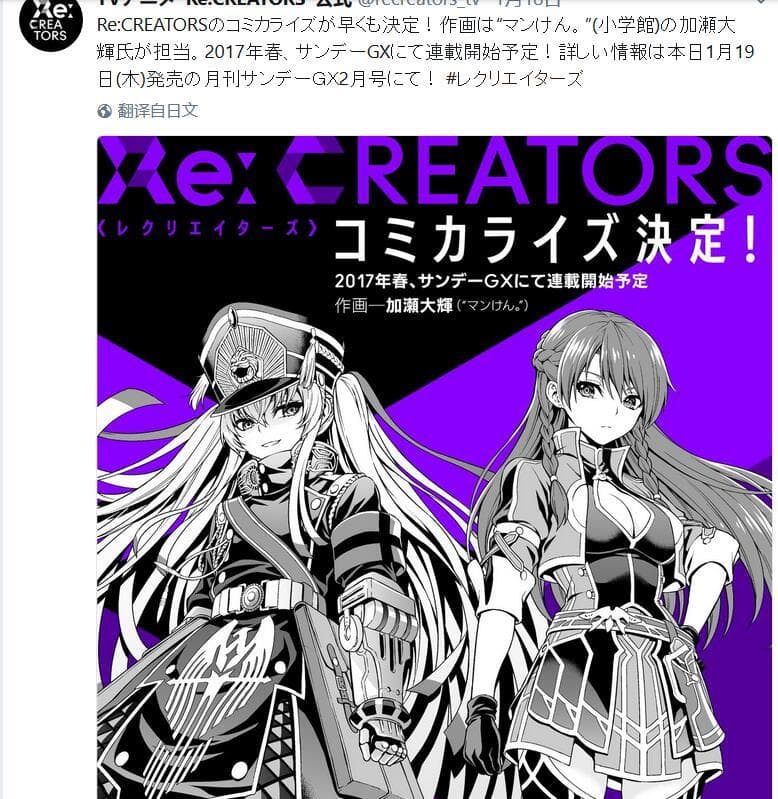 Re:
CREA
TORS
TVアニメ "Re:CREATORS"公式 @recreators_tv · 1月18日
Re:CREATORSのコミカライズが早くも決定！作画は“マンけん。”(小学館)の加瀬大
輝氏が担当。2017年春、サンデーGXにて連載開始予定！詳しい情報は本日1月19
日(木)発売の月刊サンデーGX2月号にて！ #レクリエイターズ
翻译自日文
Re:CREATORS
《レクリエイターズ》
コミカライズ決定！
2017年春、サンデーGXにて連載開始予定
作画—加瀬大輝(“マンけん。”)